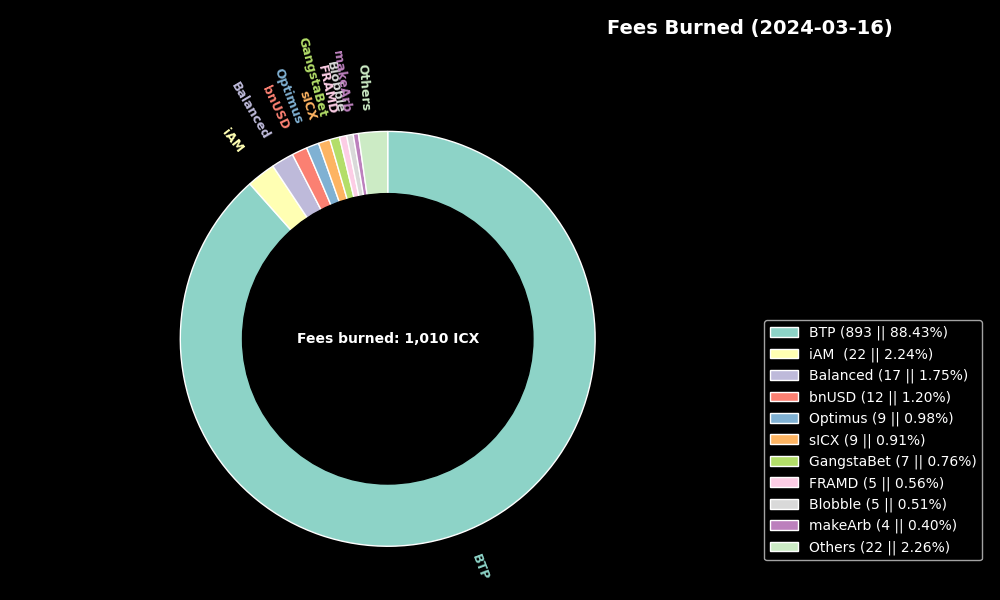 Fees Burned (2024-03-16)
iAM
Balanced
bnUSD
Optimus
sICX
GangstaBet
FRAMD
Blobble
makeArb
Others
Fees burned: 1,010 ICX
BTP
BTP (893 || 88.43%)
iAM  (22 || 2.24%)
Balanced (17 || 1.75%)
bnUSD (12 || 1.20%)
Optimus (9 || 0.98%)
sICX (9 || 0.91%)
GangstaBet (7 || 0.76%)
FRAMD (5 || 0.56%)
Blobble (5 || 0.51%)
makeArb (4 || 0.40%)
Others (22 || 2.26%)